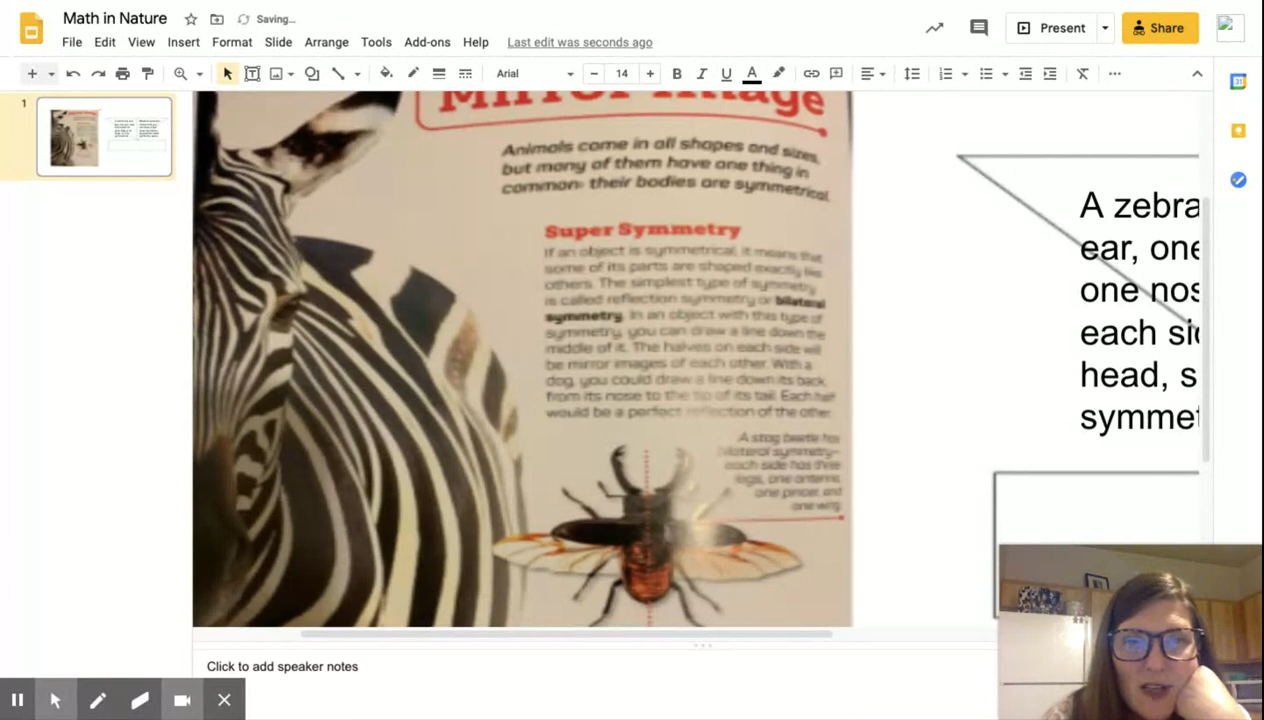 Math in Nature
Saving...
File Edit View Insert Format Slide Arrange Tools Add-ons Help Last edit was seconds ago
Present
Share
Arial
14
B I U A
31
1
Mirror Image
Animals come in all shapes and sizes,
but many of them have one thing in
common: their bodies are symmetrical.
Super Symmetry
If an object is symmetrical, it means that
some of its parts are shaped exactly like
others. The simplest type of symmetry
is called reflection symmetry or bilateral
symmetry. In an object with this type of
symmetry, you can draw a line down the
middle of it. The halves on each side will
be mirror images of each other. With a
dog, you could draw a line down its back,
from its nose to the tip of its tail. Each half
would be a perfect reflection of the other.
A stag beetle has
bilateral symmetry—
each side has three
legs, one antenna,
one pincer, and
one wing.
A zebra
ear, one
one nos
each si
head, s
symmet
Click to add speaker notes